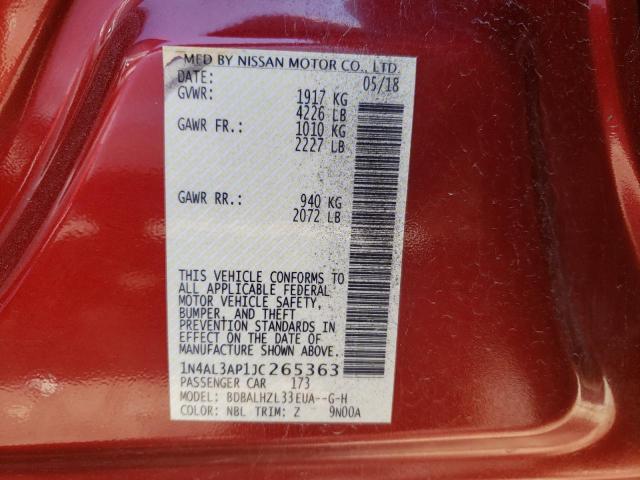 MFD BY NISSAN MOTOR CO., LTD.
DATE: 05/18
GVWR: 1917 KG
4226 LB
GAWR FR.: 1010 KG
2227 LB
GAWR RR.: 940 KG
2072 LB
THIS VEHICLE CONFORMS TO
ALL APPLICABLE FEDERAL
MOTOR VEHICLE SAFETY,
BUMPER, AND THEFT
PREVENTION STANDARDS IN
EFFECT ON THE DATE OF
MANUFACTURE SHOWN ABOVE.
1N4AL3AP1JC265363
PASSENGER CAR 173
MODEL: BDBALHZL33EUA--G-H
COLOR: NBL TRIM: Z 9N00A